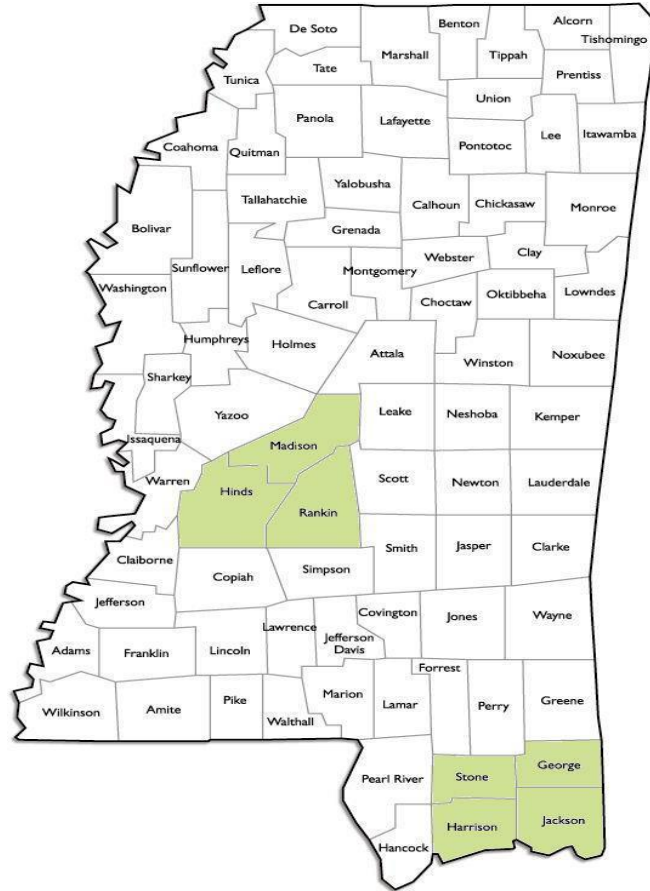 De Soto
Benton
Alcorn
Tishomingo
Marshall
Tippah
Tate
Tunica
Prentiss
Union
Panola
Lafayette
Lee
Itawamba
Coahoma
Quitman
Pontotoc
Yalobusha
Tallahatchie
Calhoun
Chickasaw
Monroe
Bolivar
Grenada
Webster
Clay
Sunflower
Leflore
Montgomery
Washington
Oktibbeha
Lowndes
Carroll
Choctaw
Humphreys
Holmes
Attala
Noxubee
Winston
Sharkey
Yazoo
Leake
Neshoba
Kemper
Issaquena
Madison
Warren
Hinds
Scott
Newton
Lauderdale
Rankin
Smith
Jasper
Clarke
Claiborne
Simpson
Copiah
Jefferson
Covington
Jones
Wayne
Lawrence
Adams
Franklin
Lincoln
Jefferson
Davis
Forrest
Marion
Lamar
Perry
Greene
Wilkinson
Amite
Pike
Walthall
George
Pearl River
Stone
Jackson
Harrison
Hancock